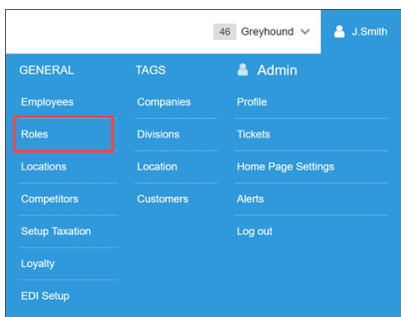 46 Greyhound J.Smith
GENERAL TAGS Admin
Employees Companies Profile
Roles Divisions Tickets
Locations Location Home Page Settings
Competitors Customers Alerts
Setup Taxation Log out
Loyalty
EDI Setup